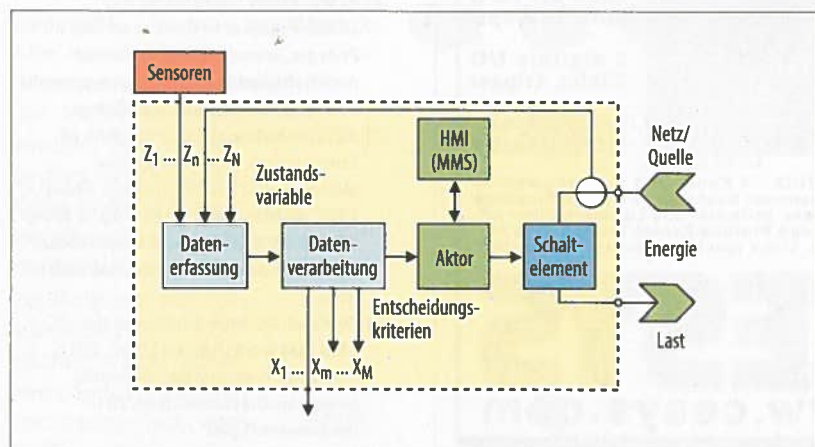 Sensoren
Z1 ... Zn ... ZN
Zustands-
variable
HMI
(MMS)
Netz/
Quelle
Daten-
erfassung
Daten-
verarbeitung
Aktor
Schalt-
element
Energie
Entscheidungs-
kriterien
Last
X1 ... Xm ... XM